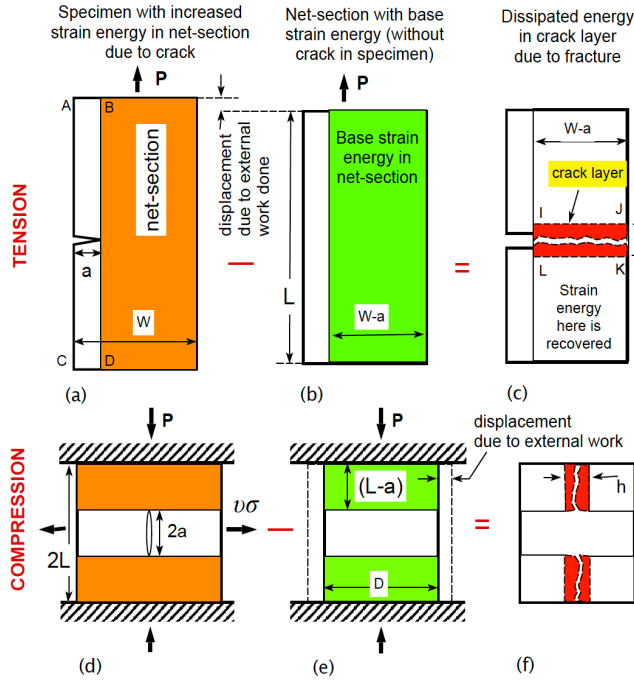 Specimen with increased
strain energy in net-section
due to crack
Net-section with base
strain energy (without
crack in specimen)
Dissipated energy
in crack layer
due to fracture
TENSION
P
A
B
net-section
a
W
C
D
(a)
displacement
due to external
work done
—
P
Base strain
energy in
net-section
L
W-a
(b)
=
W-a
crack layer
I
J
L
K
Strain
energy
here is
recovered
(c)
COMPRESSION
P
2L
2a
υσ
(d)
—
P
displacement
due to external work
(L-a)
D
(e)
=
h
(f)